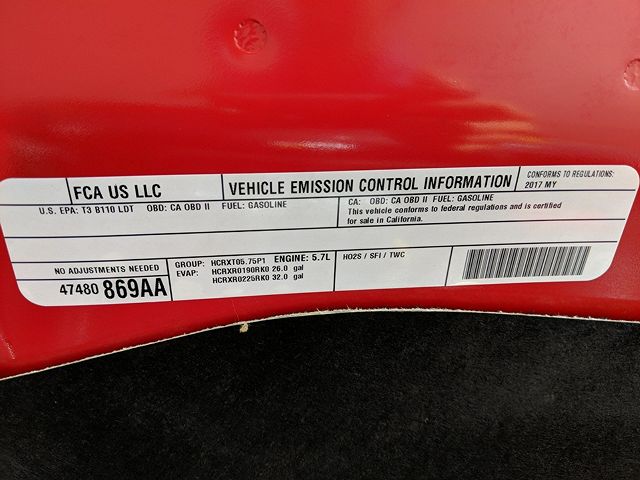 FCA US LLC
VEHICLE EMISSION CONTROL INFORMATION
CONFORMS TO REGULATIONS:
2017 MY
U.S. EPA: T3 B110 LDT OBD: CA OBD II FUEL: GASOLINE
CA: OBD: CA OBD II FUEL: GASOLINE
This vehicle conforms to federal regulations and is certified
for sale in California.
NO ADJUSTMENTS NEEDED
47480 869AA
GROUP: HCRXT05.75P1 ENGINE: 5.7L
EVAP: HCRXR0190RK0 26.0 gal
HCRXR0225RK0 32.0 gal
HO2S / SFI / TWC